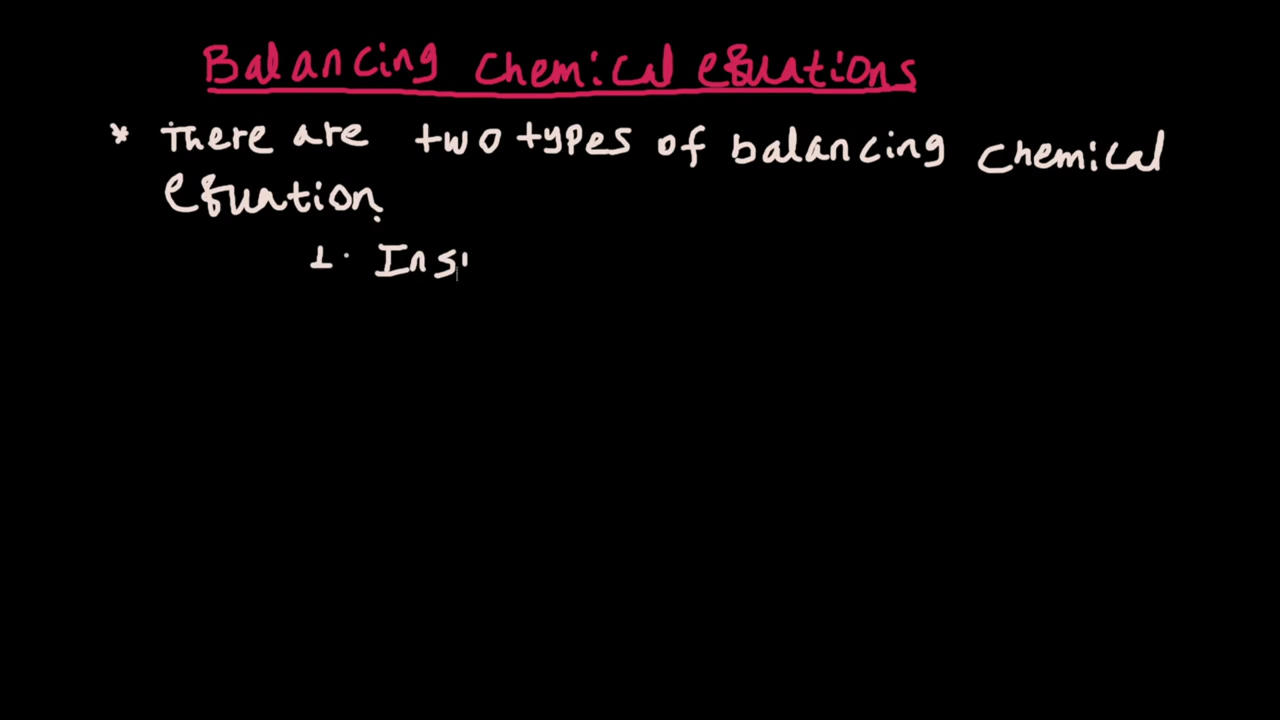 Balancing chemical equations
* There are two types of balancing chemical
equation.
1. Ins